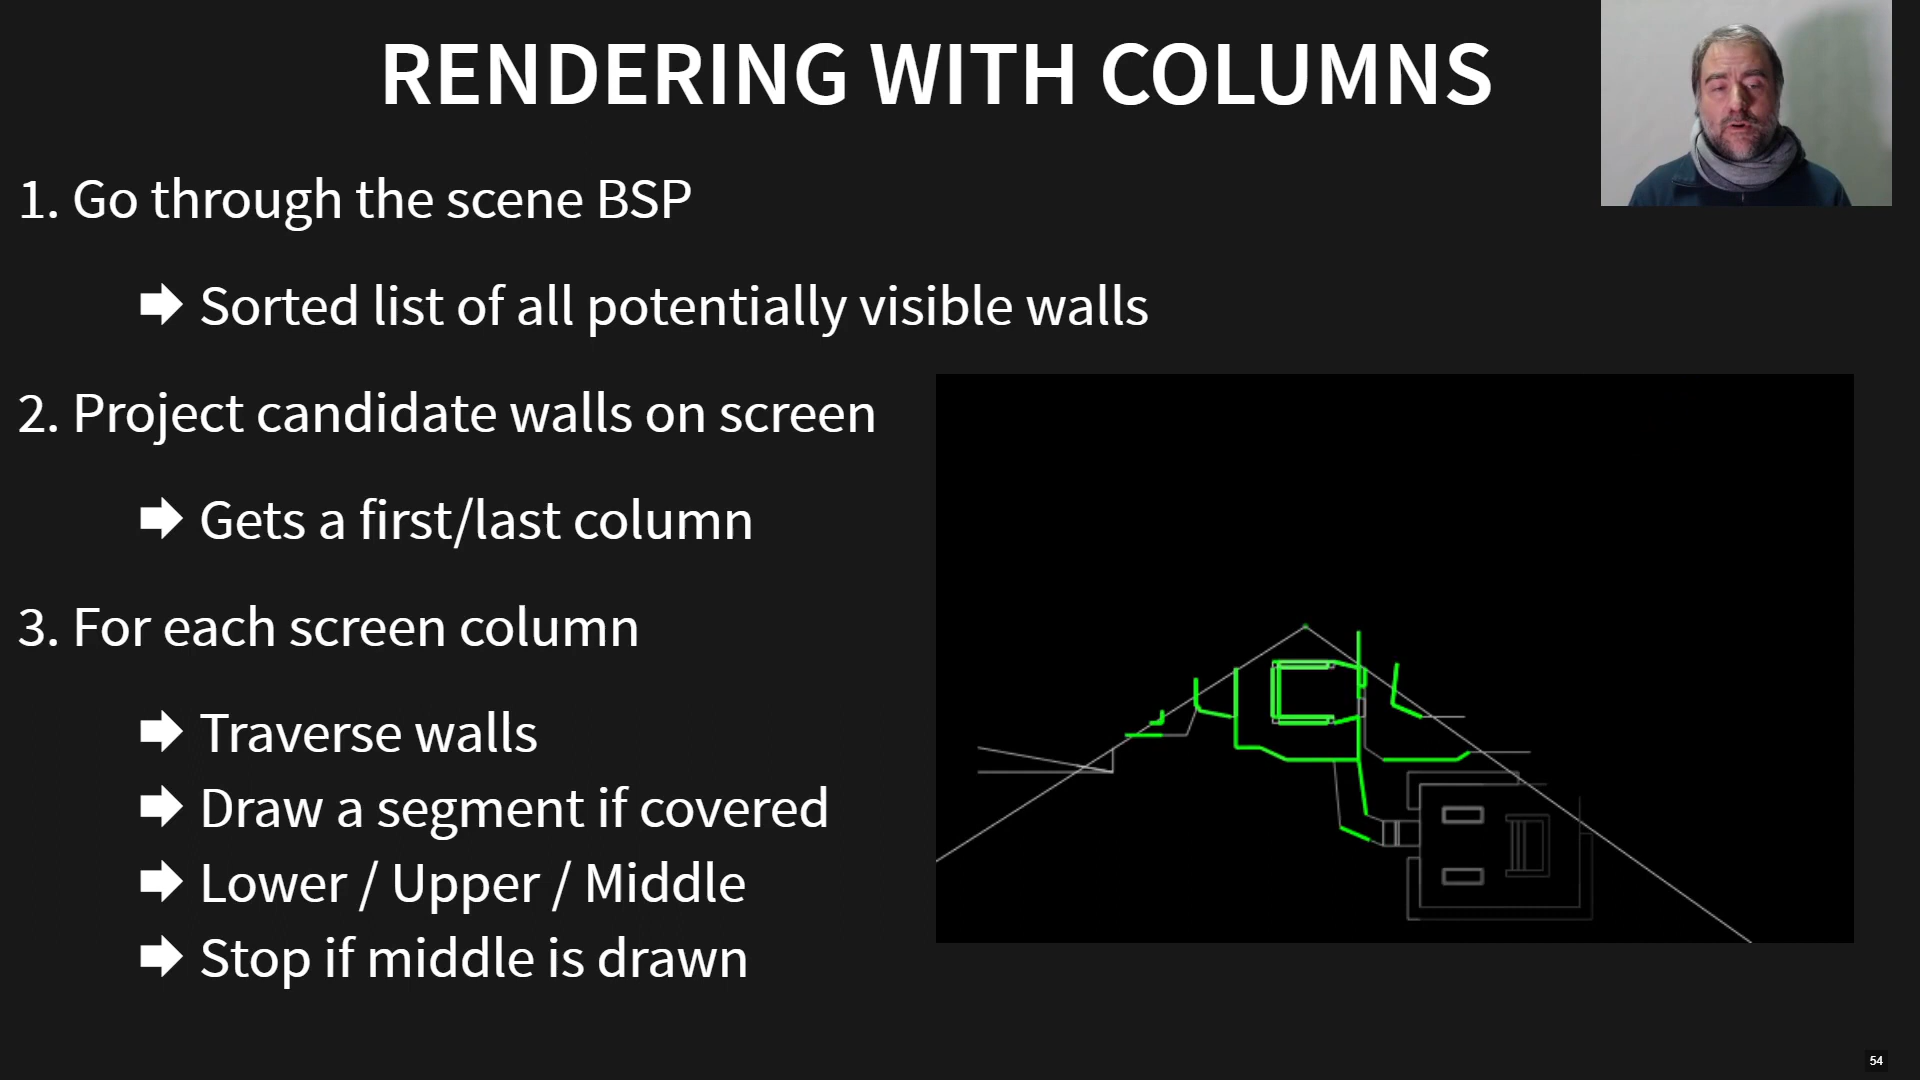 RENDERING WITH COLUMNS
1. Go through the scene BSP
Sorted list of all potentially visible walls
2. Project candidate walls on screen
Gets a first/last column
3. For each screen column
Traverse walls
Draw a segment if covered
Lower / Upper / Middle
Stop if middle is drawn
54